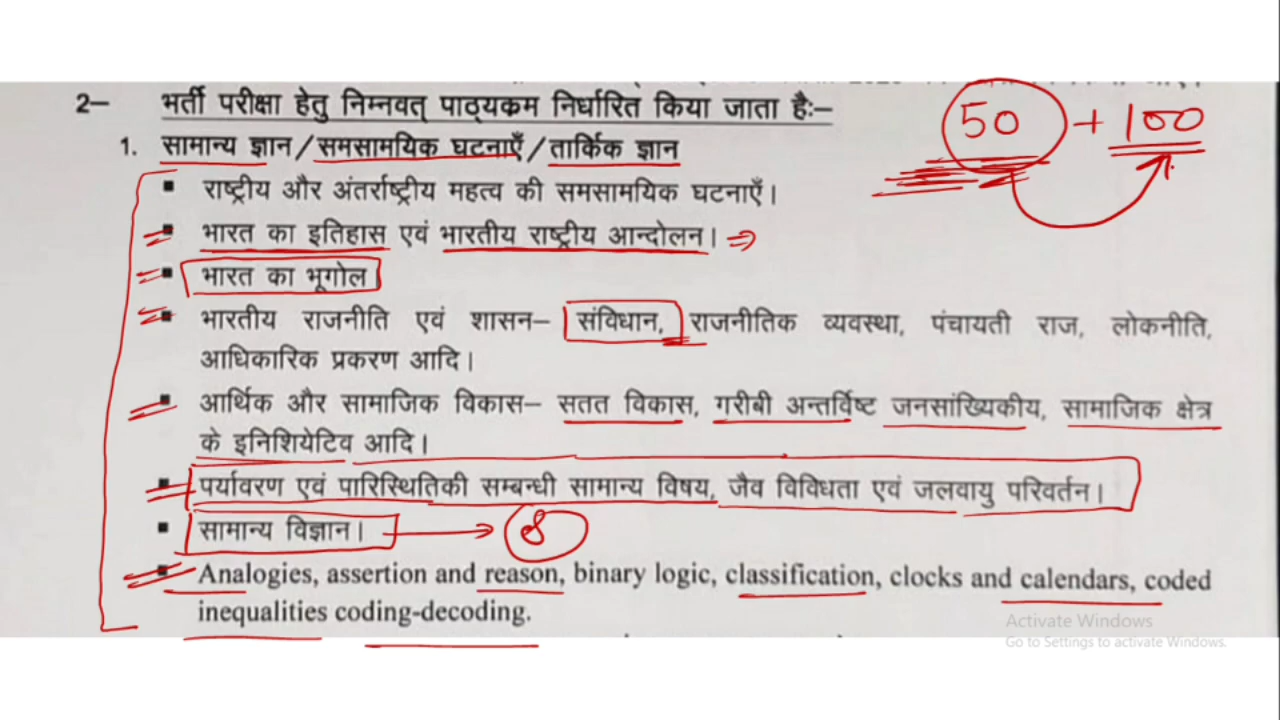 50 + 100
2– भर्ती परीक्षा हेतु निम्नवत् पाठ्यक्रम निर्धारित किया जाता हैः–
1. सामान्य ज्ञान/समसामयिक घटनाएँ/तार्किक ज्ञान
▪ राष्ट्रीय और अंतर्राष्ट्रीय महत्व की समसामयिक घटनाएँ।
▪ भारत का इतिहास एवं भारतीय राष्ट्रीय आन्दोलन।
▪ भारत का भूगोल
▪ भारतीय राजनीति एवं शासन– संविधान, राजनीतिक व्यवस्था, पंचायती राज, लोकनीति,
आधिकारिक प्रकरण आदि।
▪ आर्थिक और सामाजिक विकास– सतत विकास, गरीबी अन्तर्विष्ट जनसांख्यिकीय, सामाजिक क्षेत्र
के इनिशियेटिव आदि।
▪ पर्यावरण एवं पारिस्थितिकी सम्बन्धी सामान्य विषय, जैव विविधता एवं जलवायु परिवर्तन।
▪ सामान्य विज्ञान। 8
▪ Analogies, assertion and reason, binary logic, classification, clocks and calendars, coded
inequalities coding-decoding.
Activate Windows
Go to Settings to activate Windows.